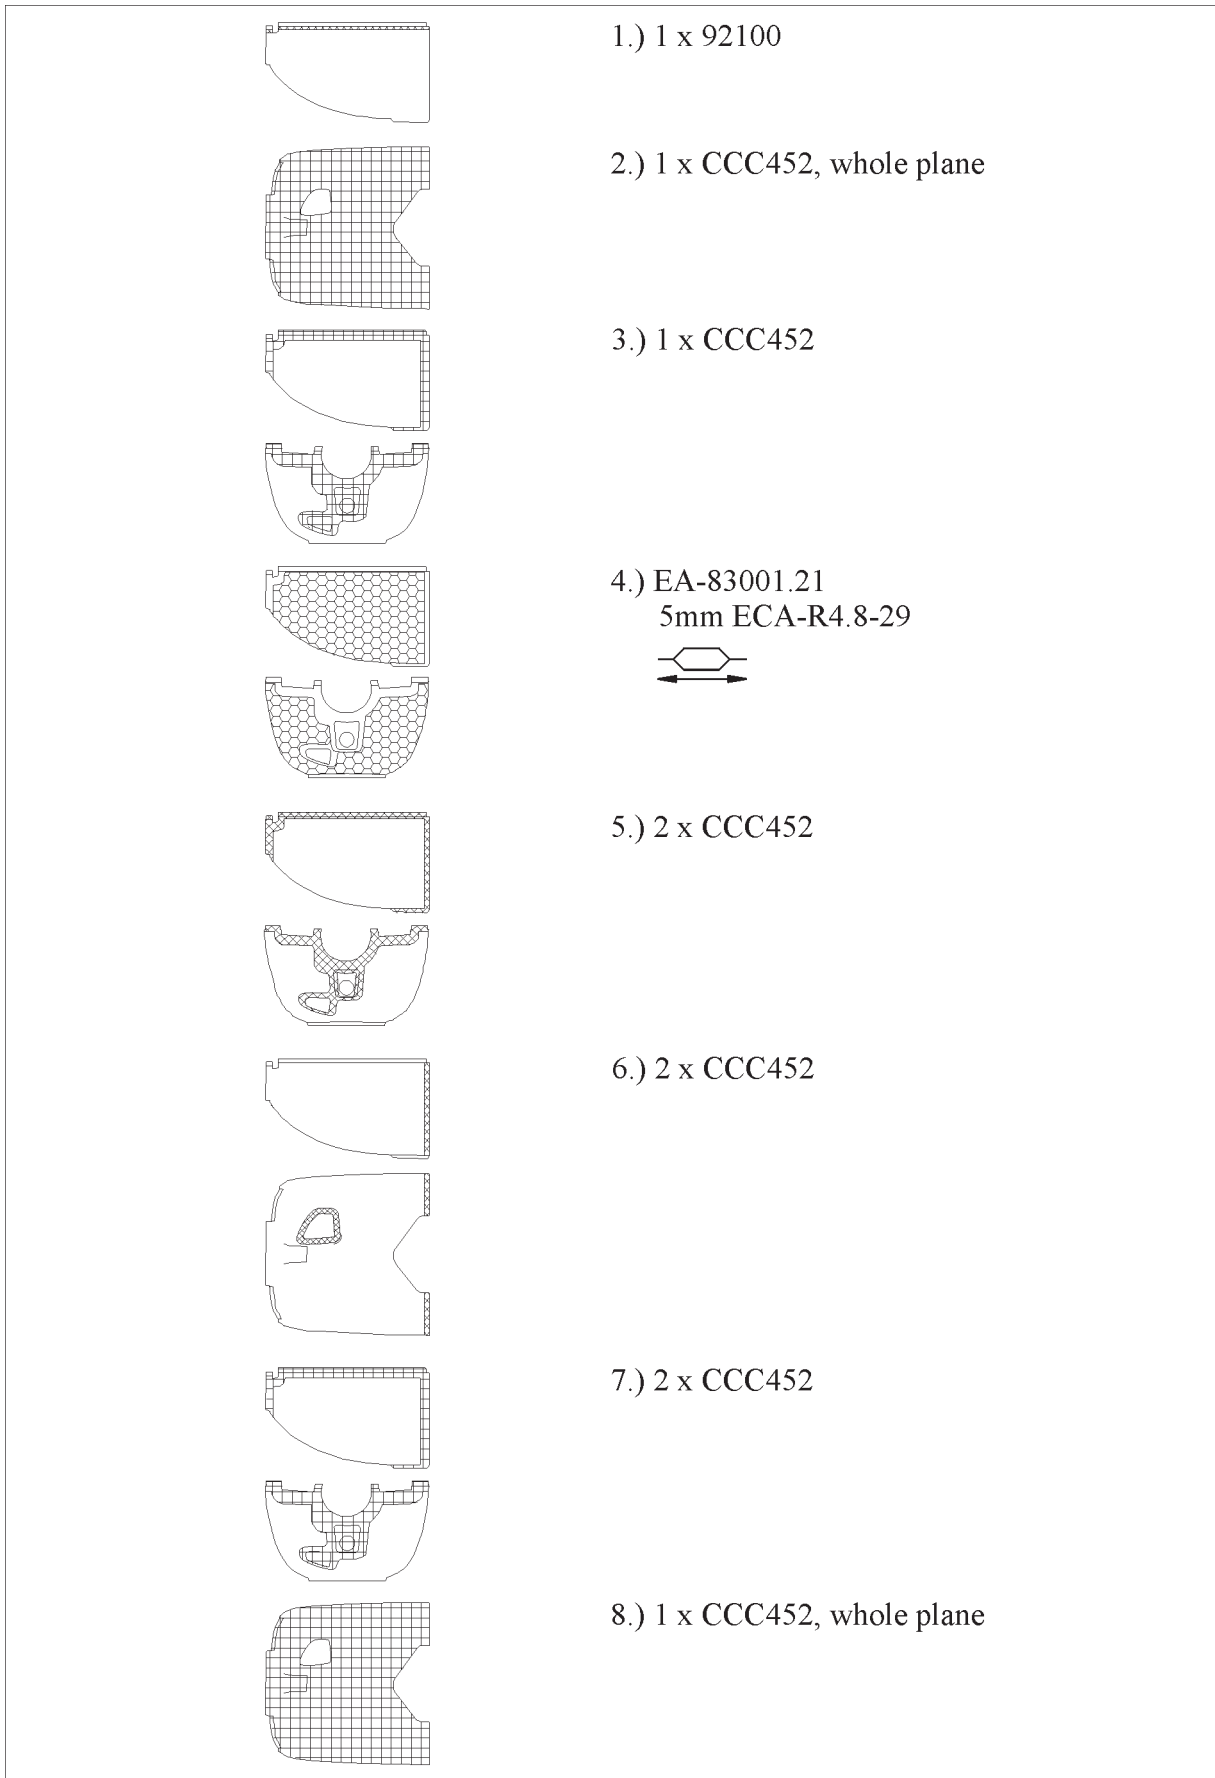 1.) 1 x 92100
2.) 1 x CCC452, whole plane
3.) 1 x CCC452
4.) EA-83001.21
5mm ECA-R4.8-29
5.) 2 x CCC452
6.) 2 x CCC452
7.) 2 x CCC452
8.) 1 x CCC452, whole plane